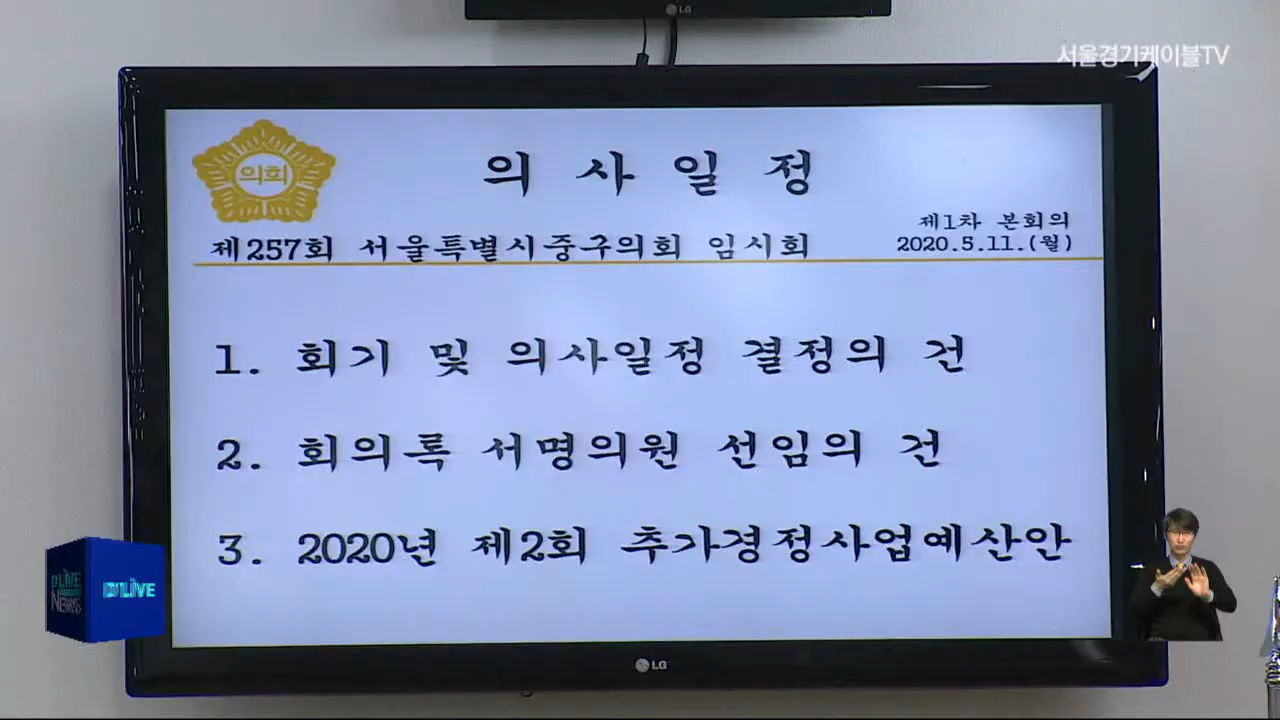 LG
서울경기케이블TV
의회
의 사 일 정
제1차 본회의
제257회 서울특별시중구의회 임시회
2020.5.11.(월)
1. 회기 및 의사일정 결정의 건
2. 회의록 서명의원 선임의 건
3. 2020년 제2회 추가경정사업예산안
D'LIVE
NEWS
D'LIVE
LG